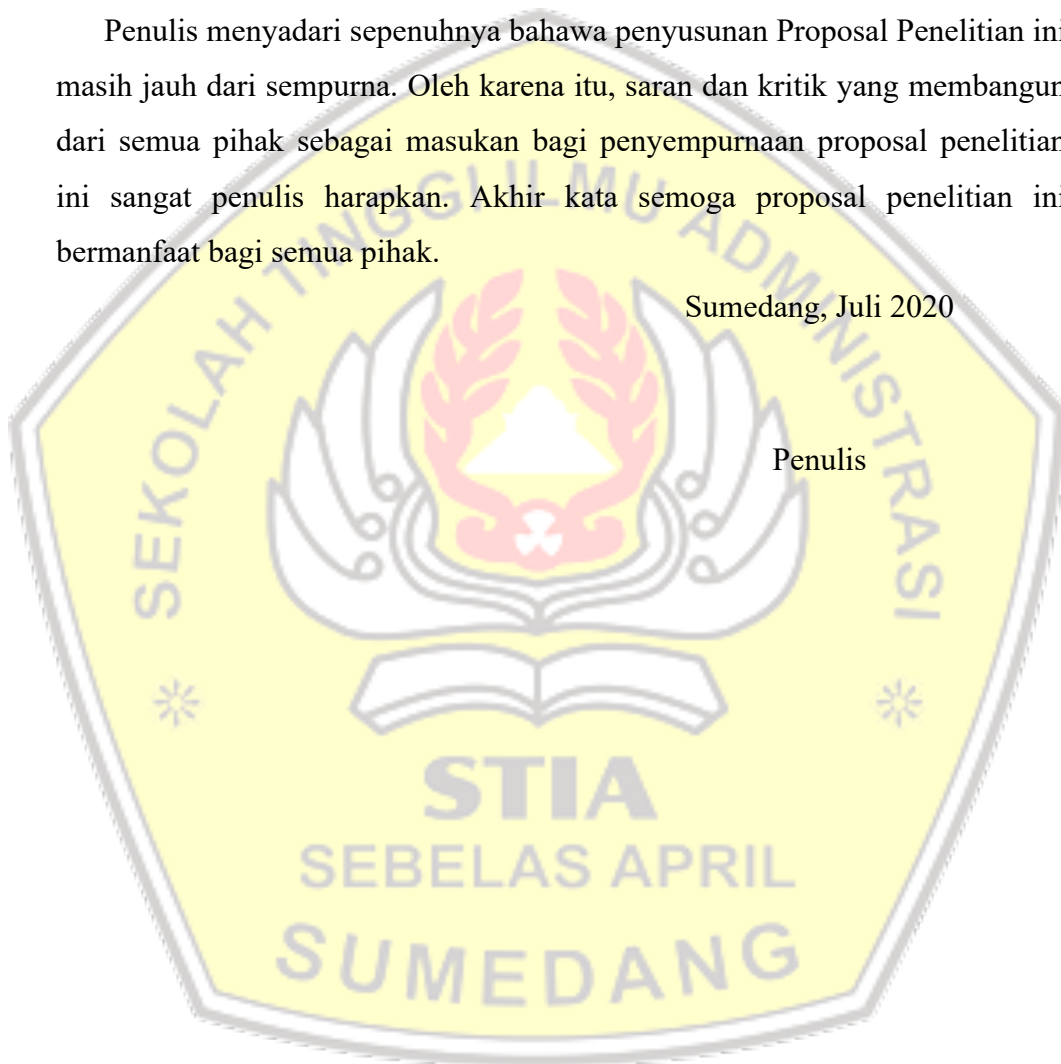 Penulis menyadari sepenuhnya bahawa penyusunan Proposal Penelitian ini
masih jauh dari sempurna. Oleh karena itu, saran dan kritik yang membangun
dari semua pihak sebagai masukan bagi penyempurnaan proposal penelitian
ini sangat penulis harapkan. Akhir kata semoga proposal penelitian ini
bermanfaat bagi semua pihak.
Sumedang, Juli 2020
Penulis
SEKOLAH TINGGI ILMU ADMINISTRASI
STIA
SEBELAS APRIL
SUMEDANG